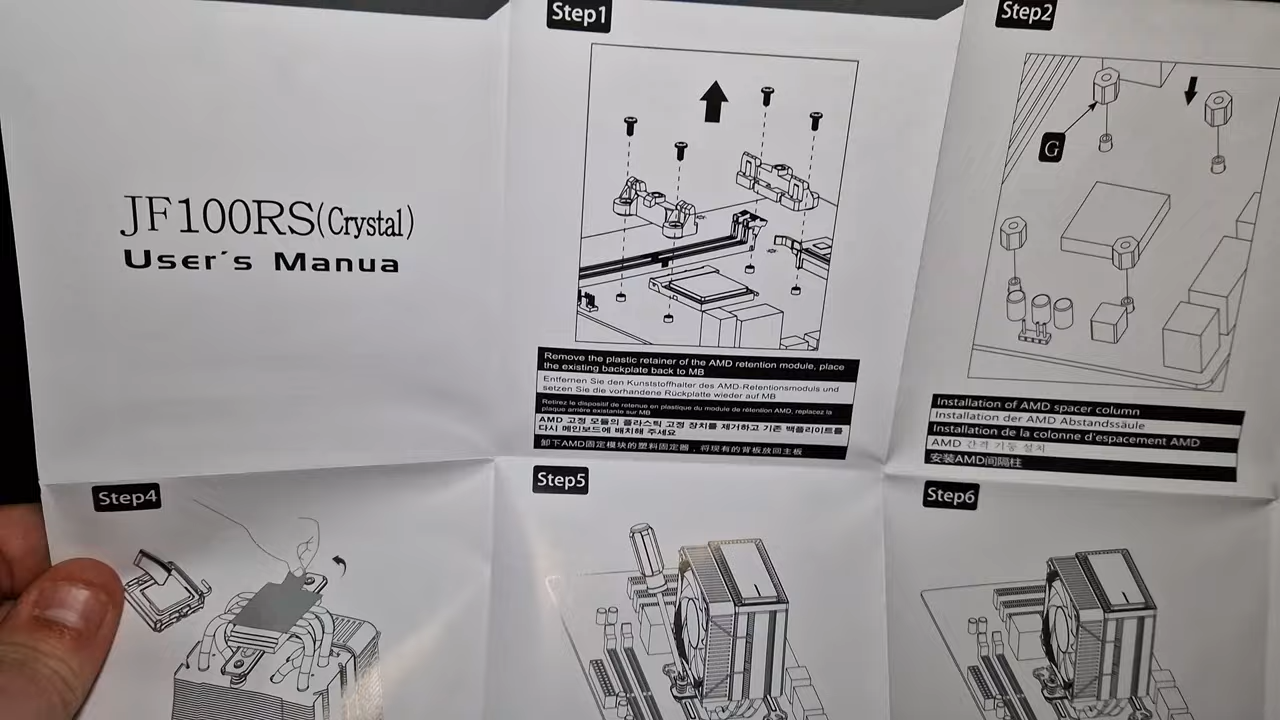 JF100RS(Crystal)
User's Manua
Step1
Remove the plastic retainer of the AMD retention module, place
the existing backplate back to MB
Entfernen Sie den Kunststoffhalter des AMD-Retentionsmoduls und
setzen Sie die vorhandene Rückplatte wieder auf MB
Retirez le dispositif de retenue en plastique du module de rétention AMD, replacez la
plaque arrière existante sur MB
AMD 고정 모듈의 플라스틱 고정 장치를 제거하고 기존 백플레이트를
다시 메인보드에 배치해 주세요
卸下AMD固定模块的塑料固定器，将现有的背板放回主板
Step2
G
Installation of AMD spacer column
Installation der AMD Abstandssäule
Installation de la colonne d'espacement AMD
AMD 간격 기둥 설치
安装AMD间隔柱
Step4
Step5
Step6